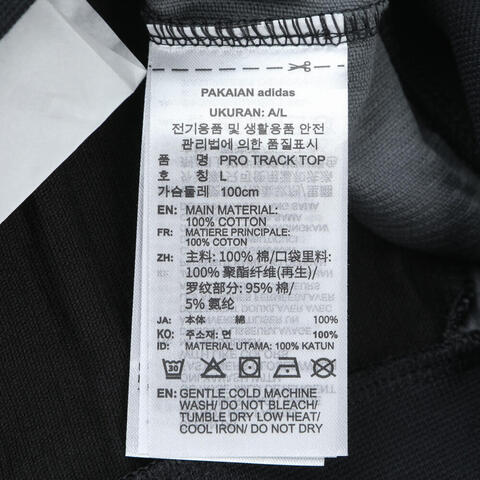 PAKAIAN adidas
UKURAN: A/L
전기용품 및 생활용품 안전
관리법에 의한 품질표시
품 명 PRO TRACK TOP
호 칭 L
가슴둘레 100cm
EN: MAIN MATERIAL:
100% COTTON
FR: MATIERE PRINCIPALE:
100% COTON
ZH: 主料: 100% 棉/口袋里料:
100% 聚酯纤维(再生)/
罗纹部分: 95% 棉/
5% 氨纶
JA: 本体 綿 100%
KO: 주소재: 면 100%
ID: MATERIAL UTAMA: 100% KATUN
30
EN: GENTLE COLD MACHINE
WASH/ DO NOT BLEACH/
TUMBLE DRY LOW HEAT/
COOL IRON/ DO NOT DRY